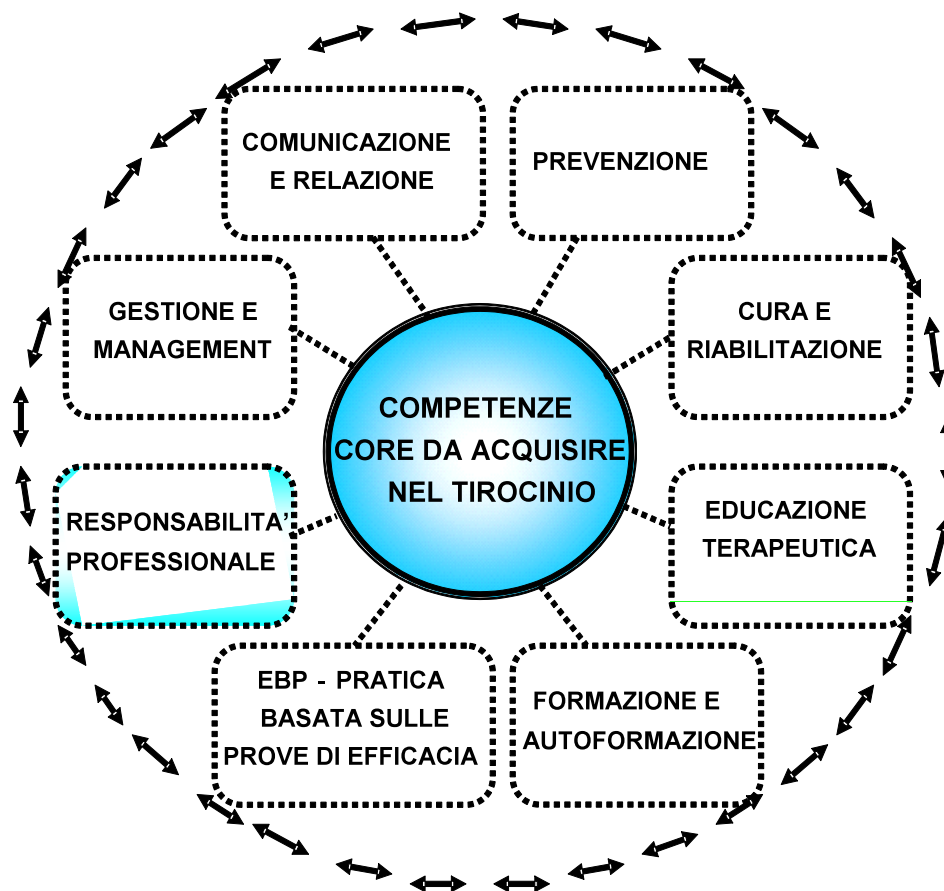 COMUNICAZIONE
E RELAZIONE
PREVENZIONE
GESTIONE E
MANAGEMENT
CURA E
RIABILITAZIONE
COMPETENZE
CORE DA ACQUISIRE
NEL TIROCINIO
RESPONSABILITA’
PROFESSIONALE
EDUCAZIONE
TERAPEUTICA
EBP - PRATICA
BASATA SULLE
PROVE DI EFFICACIA
FORMAZIONE E
AUTOFORMAZIONE